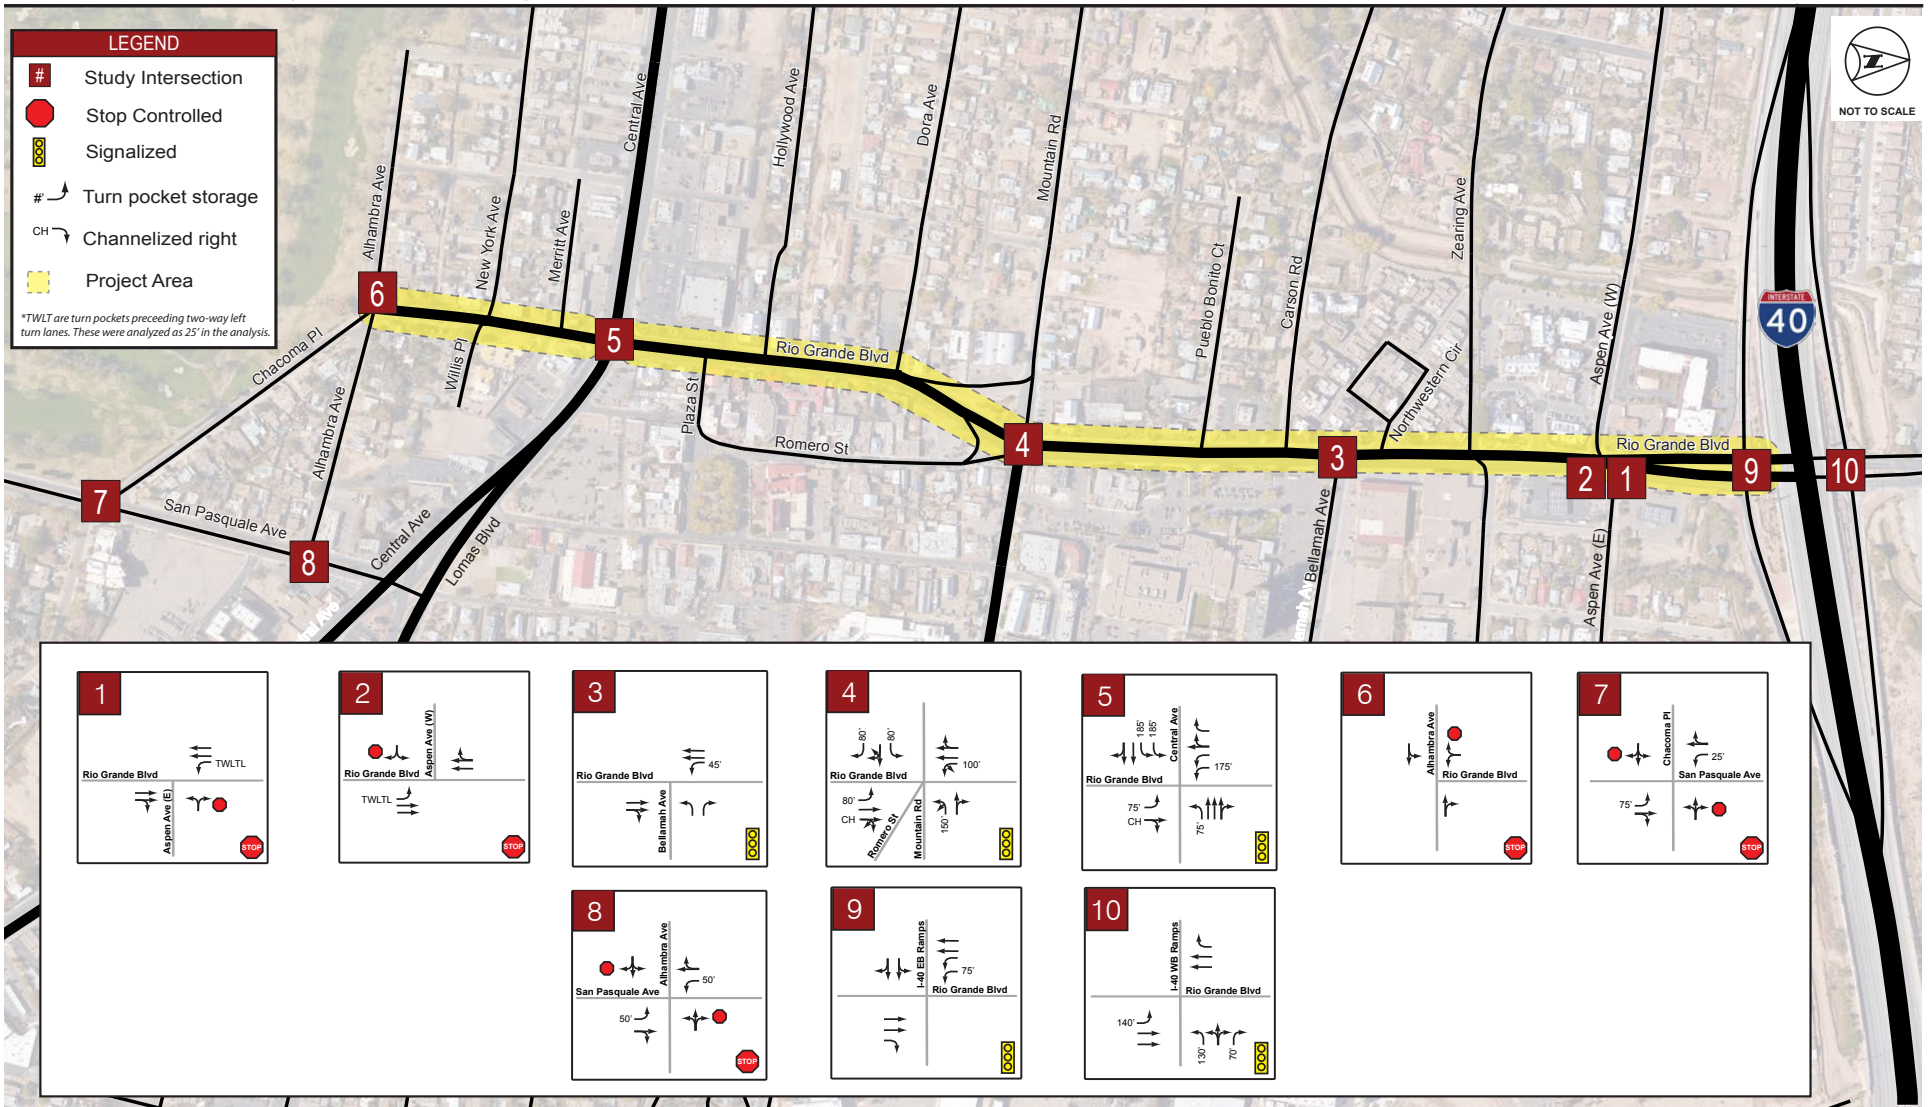 LEGEND
# Study Intersection
Stop Controlled
Signalized
#' Turn pocket storage
CH Channelized right
Project Area
*TWLT are turn pockets preceeding two-way left
turn lanes. These were analyzed as 25' in the analysis.
NOT TO SCALE
INTERSTATE
40
Alhambra Ave
New York Ave
Merritt Ave
Central Ave
Hollywood Ave
Dora Ave
Mountain Rd
Pueblo Bonito Ct
Carson Rd
Zearing Ave
Northwestern Cir
Aspen Ave (W)
Rio Grande Blvd
Rio Grande Blvd
Chacoma Pl
Alhambra Ave
Willis Pl
Plaza St
Romero St
San Pasquale Ave
Central Ave
Lomas Blvd
Bellamah Ave
Aspen Ave (E)
6
5
4
3
2
1
9
10
7
8
1
TWLTL
Rio Grande Blvd
Aspen Ave (E)
STOP
2
Aspen Ave (W)
Rio Grande Blvd
TWLTL
STOP
3
45'
Rio Grande Blvd
Bellamah Ave
4
80'
80'
100'
Rio Grande Blvd
80'
CH
Romero St
Mountain Rd
150'
5
185'
185'
Central Ave
175'
Rio Grande Blvd
75'
CH
75'
6
Alhambra Ave
Rio Grande Blvd
STOP
7
Chacoma Pl
25'
San Pasquale Ave
75'
STOP
8
Alhambra Ave
50'
San Pasquale Ave
50'
STOP
9
I-40 EB Ramps
75'
Rio Grande Blvd
10
I-40 WB Ramps
Rio Grande Blvd
140'
130'
70'